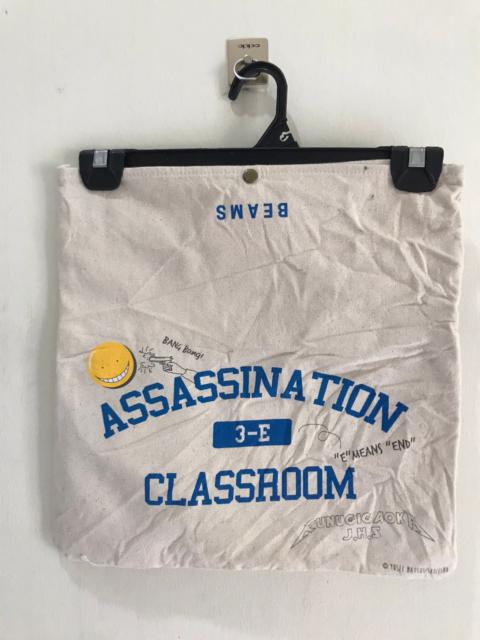 BEAMS
BANG Bang!
ASSASSINATION
3-E
"E" MEANS "END"
CLASSROOM
KUNUGIGAOKA
J.H.S